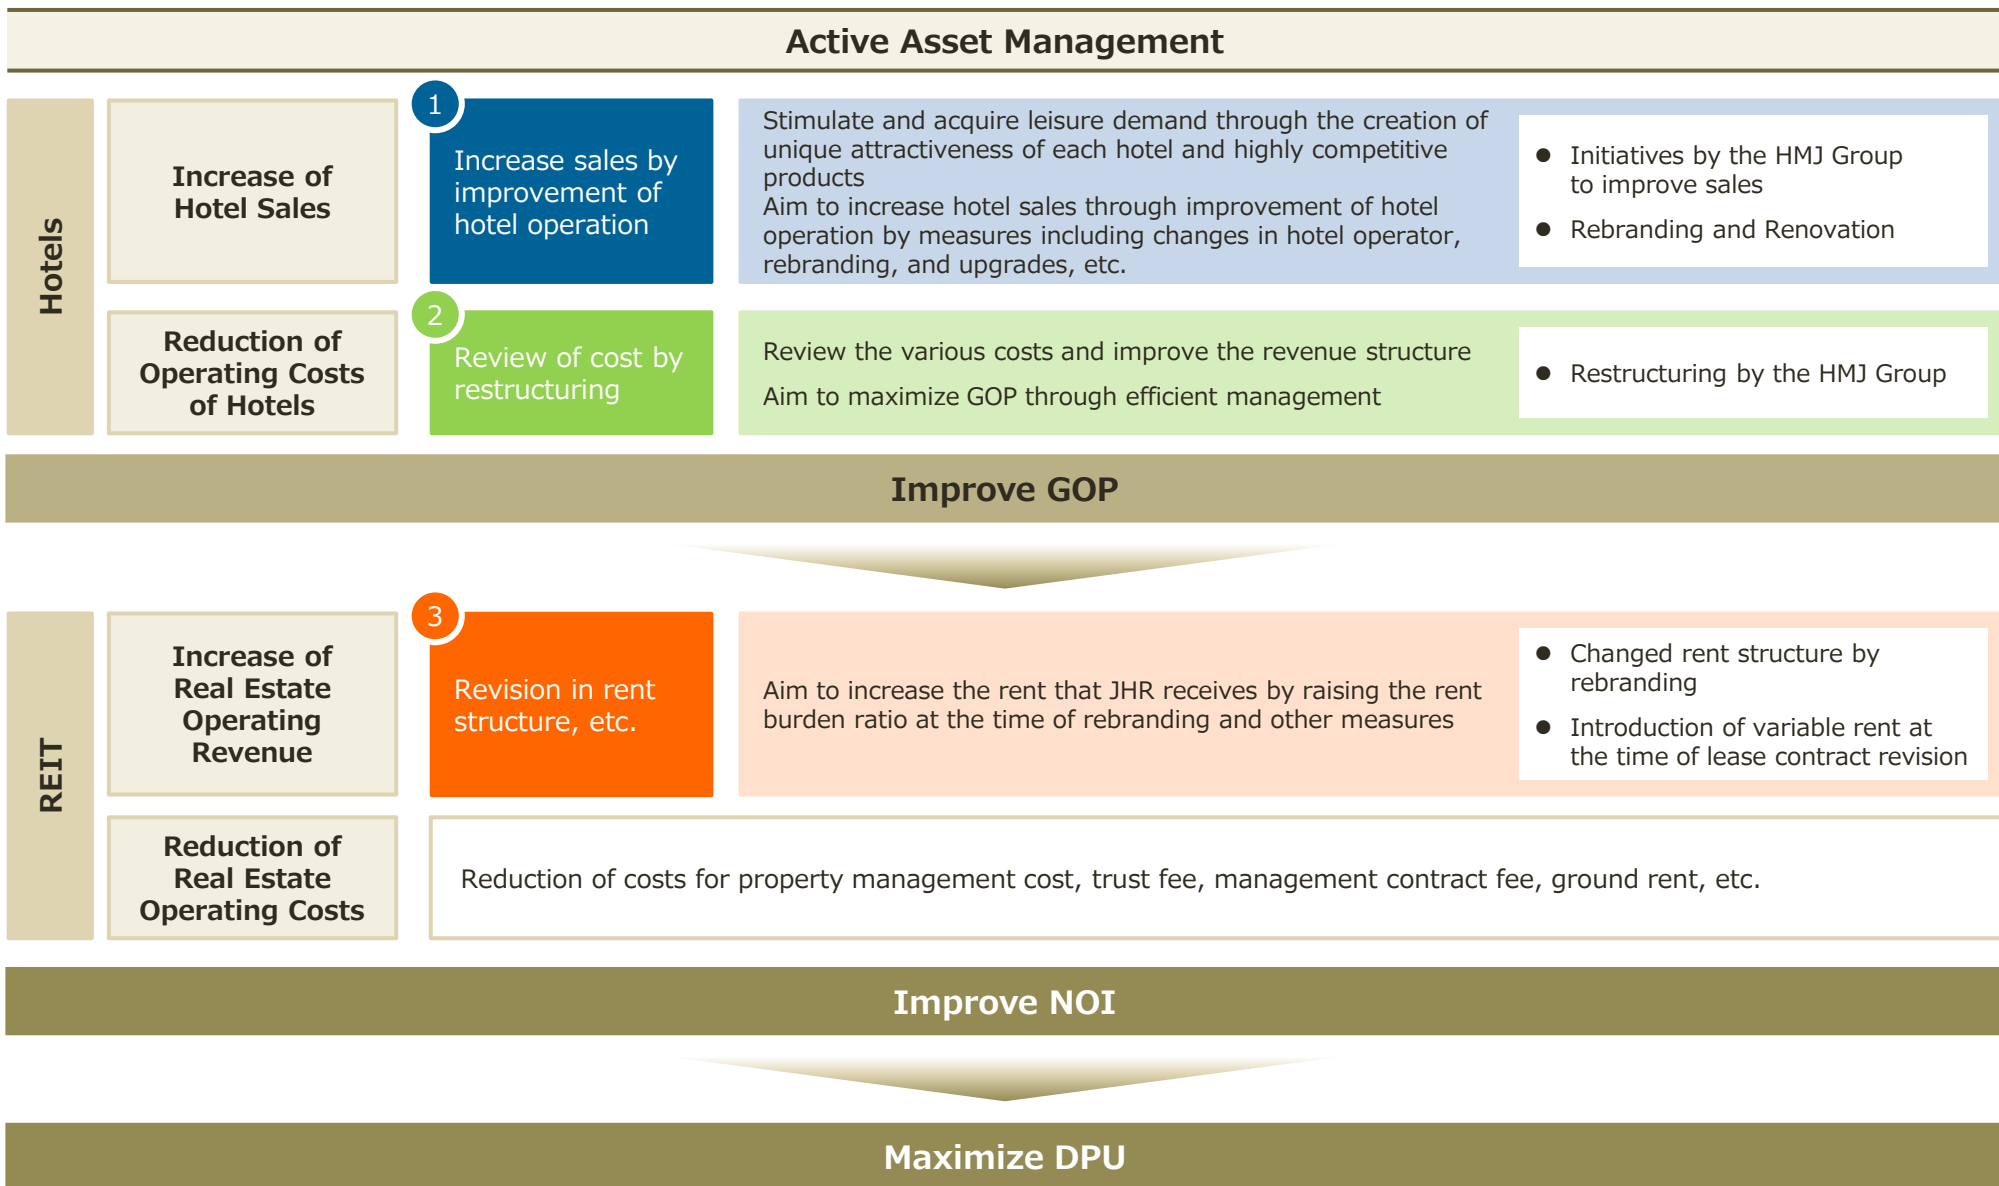 Active Asset Management
Hotels
Increase of
Hotel Sales
1
Increase sales by
improvement of
hotel operation
Stimulate and acquire leisure demand through the creation of
unique attractiveness of each hotel and highly competitive
products
Aim to increase hotel sales through improvement of hotel
operation by measures including changes in hotel operator,
rebranding, and upgrades, etc.
● Initiatives by the HMJ Group
to improve sales
● Rebranding and Renovation
Reduction of
Operating Costs
of Hotels
2
Review of cost by
restructuring
Review the various costs and improve the revenue structure
Aim to maximize GOP through efficient management
● Restructuring by the HMJ Group
Improve GOP
REIT
Increase of
Real Estate
Operating
Revenue
3
Revision in rent
structure, etc.
Aim to increase the rent that JHR receives by raising the rent
burden ratio at the time of rebranding and other measures
● Changed rent structure by
rebranding
● Introduction of variable rent at
the time of lease contract revision
Reduction of
Real Estate
Operating Costs
Reduction of costs for property management cost, trust fee, management contract fee, ground rent, etc.
Improve NOI
Maximize DPU